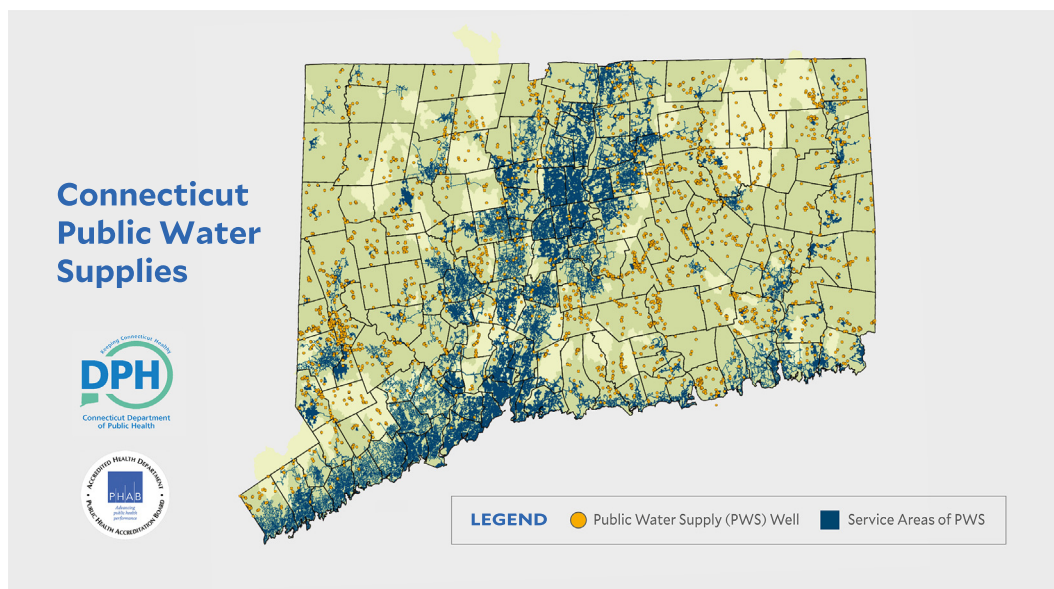 Connecticut
Public Water
Supplies
Keeping Connecticut Healthy
DPH
Connecticut Department
of Public Health
ACCREDITED HEALTH DEPARTMENT
PHAB
Advancing
public health
performance
PUBLIC HEALTH ACCREDITATION BOARD
LEGEND
Public Water Supply (PWS) Well
Service Areas of PWS